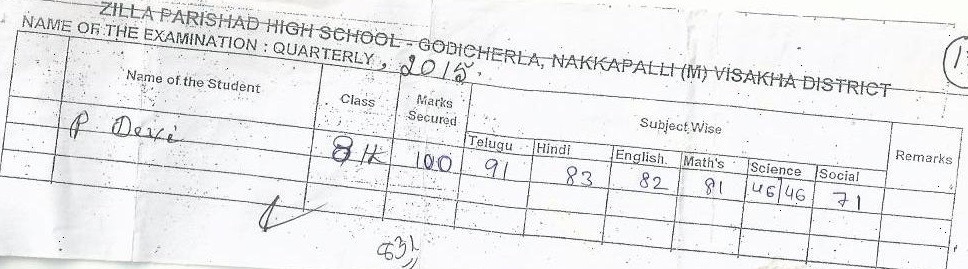 ZILLA PARISHAD HIGH SCHOOL - GODICHERLA, NAKKAPALLI (M) VISAKHA DISTRICT
NAME OF THE EXAMINATION : QUARTERLY, 2015.
Name of the Student Class Marks Secured Subject Wise Remarks
Telugu Hindi English. Math's Science Social
P Devi 8th 100 91 83 82 81 46/46 71